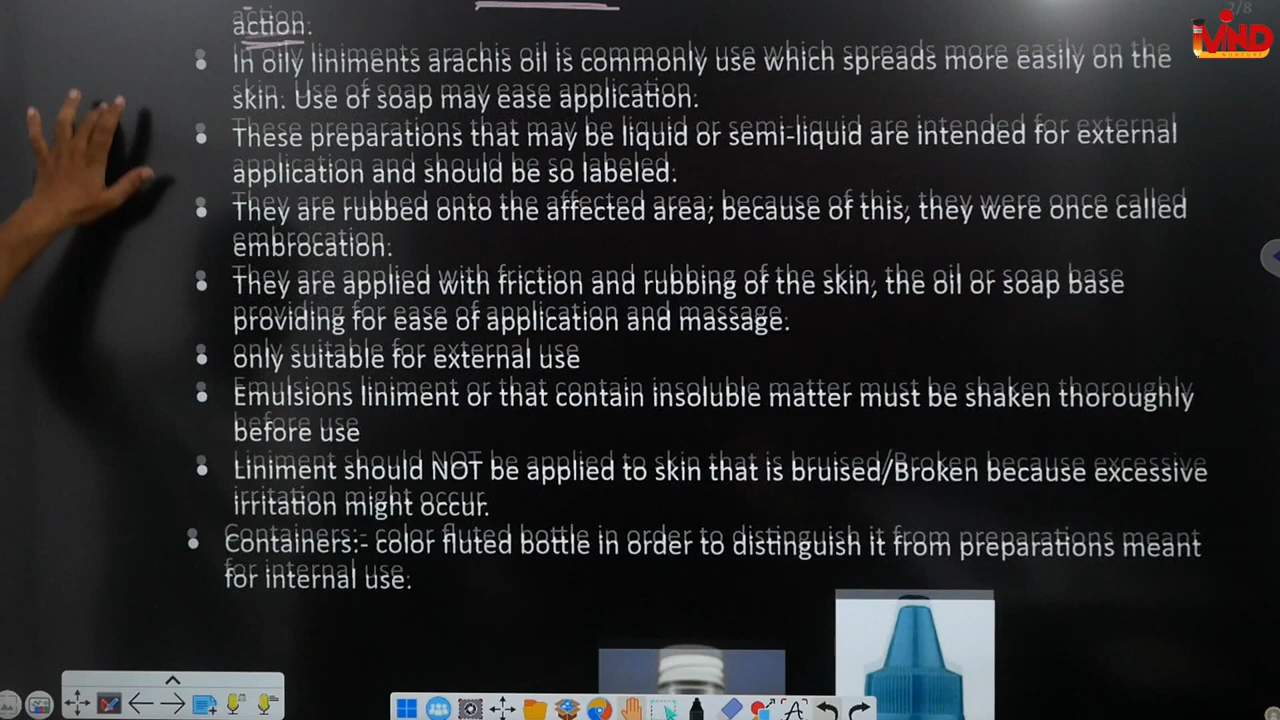 2/8
MIND
NURTURE
action.
In oily liniments arachis oil is commonly use which spreads more easily on the
skin. Use of soap may ease application.
These preparations that may be liquid or semi-liquid are intended for external
application and should be so labeled.
They are rubbed onto the affected area; because of this, they were once called
embrocation.
They are applied with friction and rubbing of the skin, the oil or soap base
providing for ease of application and massage.
only suitable for external use
Emulsions liniment or that contain insoluble matter must be shaken thoroughly
before use
Liniment should NOT be applied to skin that is bruised/Broken because excessive
irritation might occur.
Containers:- color fluted bottle in order to distinguish it from preparations meant
for internal use.